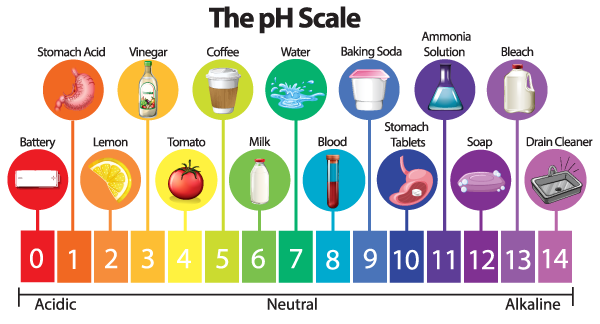 The pH Scale
Stomach Acid
Vinegar
Coffee
Water
Baking Soda
Ammonia
Solution
Bleach
Battery
Lemon
Tomato
Milk
Blood
Stomach
Tablets
Soap
Drain Cleaner
0 1 2 3 4 5 6 7 8 9 10 11 12 13 14
Acidic Neutral Alkaline